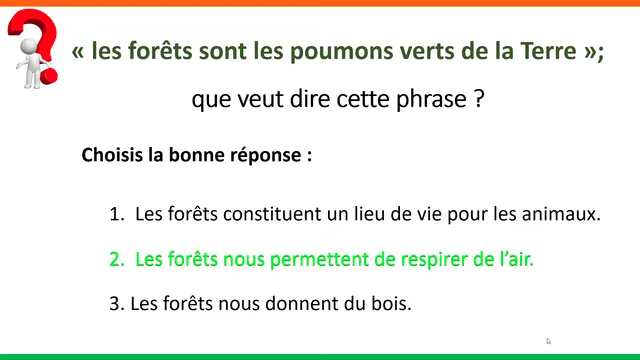 « les forêts sont les poumons verts de la Terre »;
que veut dire cette phrase ?
Choisis la bonne réponse :
1. Les forêts constituent un lieu de vie pour les animaux.
2. Les forêts nous permettent de respirer de l’air.
3. Les forêts nous donnent du bois.